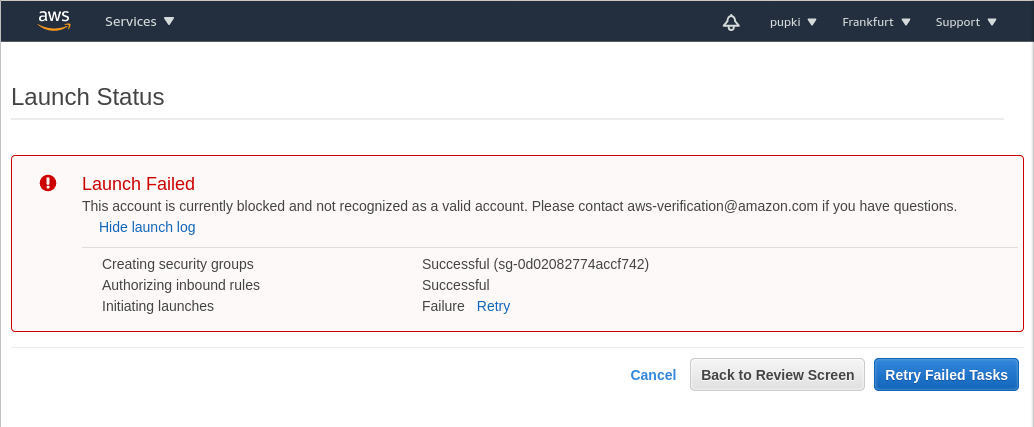 aws Services pupki Frankfurt Support
Launch Status
Launch Failed
This account is currently blocked and not recognized as a valid account. Please contact aws-verification@amazon.com if you have questions.
Hide launch log
Creating security groups Successful (sg-0d02082774accf742)
Authorizing inbound rules Successful
Initiating launches Failure Retry
Cancel Back to Review Screen Retry Failed Tasks